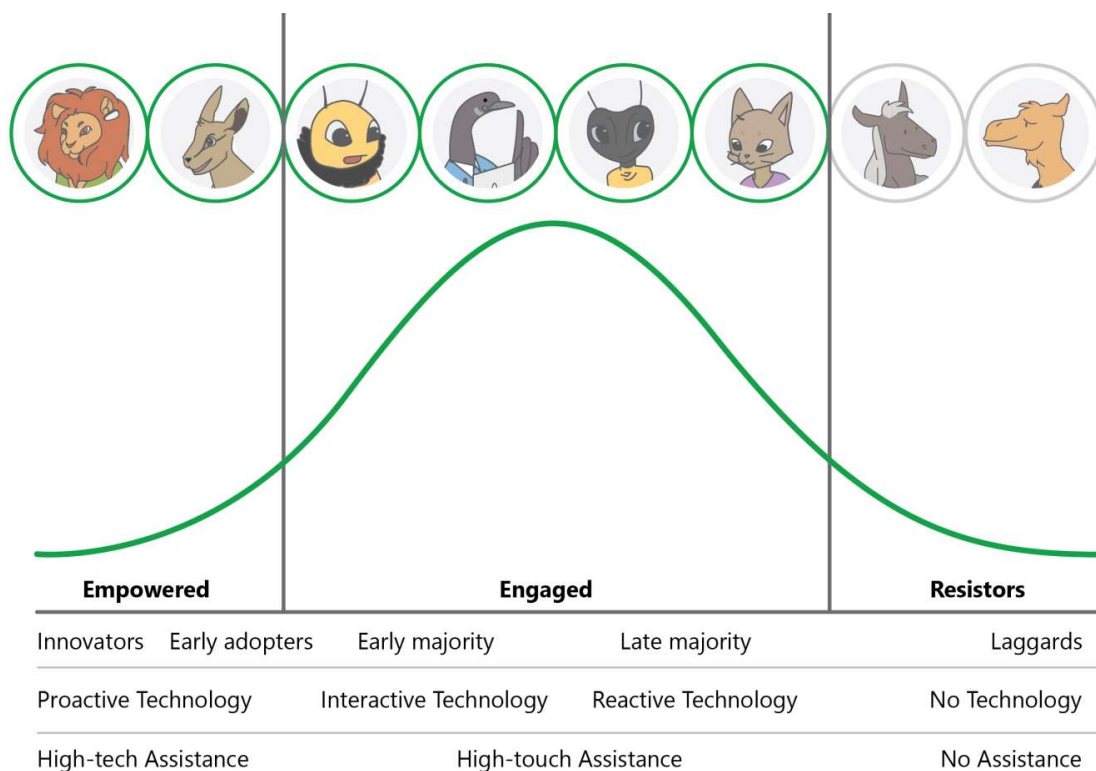 Empowered Engaged Resistors
Innovators Early adopters Early majority Late majority Laggards
Proactive Technology Interactive Technology Reactive Technology No Technology
High-tech Assistance High-touch Assistance No Assistance